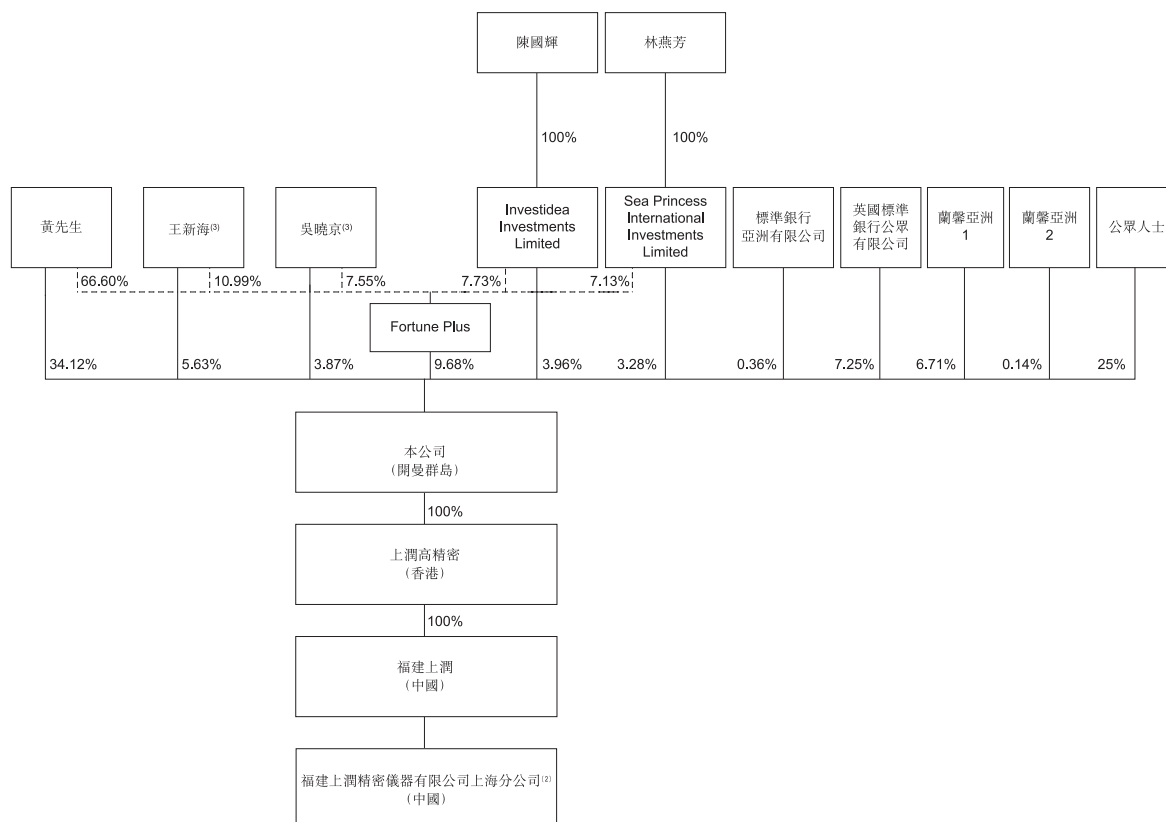 陳國輝
林燕芳
100%
100%
黃先生
王新海⁽³⁾
吳曉京⁽³⁾
Investidea
Investments
Limited
Sea Princess
International
Investments
Limited
標準銀行
亞洲有限公司
英國標準
銀行公眾
有限公司
蘭馨亞洲
1
蘭馨亞洲
2
公眾人士
66.60%
10.99%
7.55%
7.73%
7.13%
Fortune Plus
34.12%
5.63%
3.87%
9.68%
3.96%
3.28%
0.36%
7.25%
6.71%
0.14%
25%
本公司
(開曼群島)
100%
上潤高精密
(香港)
100%
福建上潤
(中國)
福建上潤精密儀器有限公司上海分公司⁽²⁾
(中國)